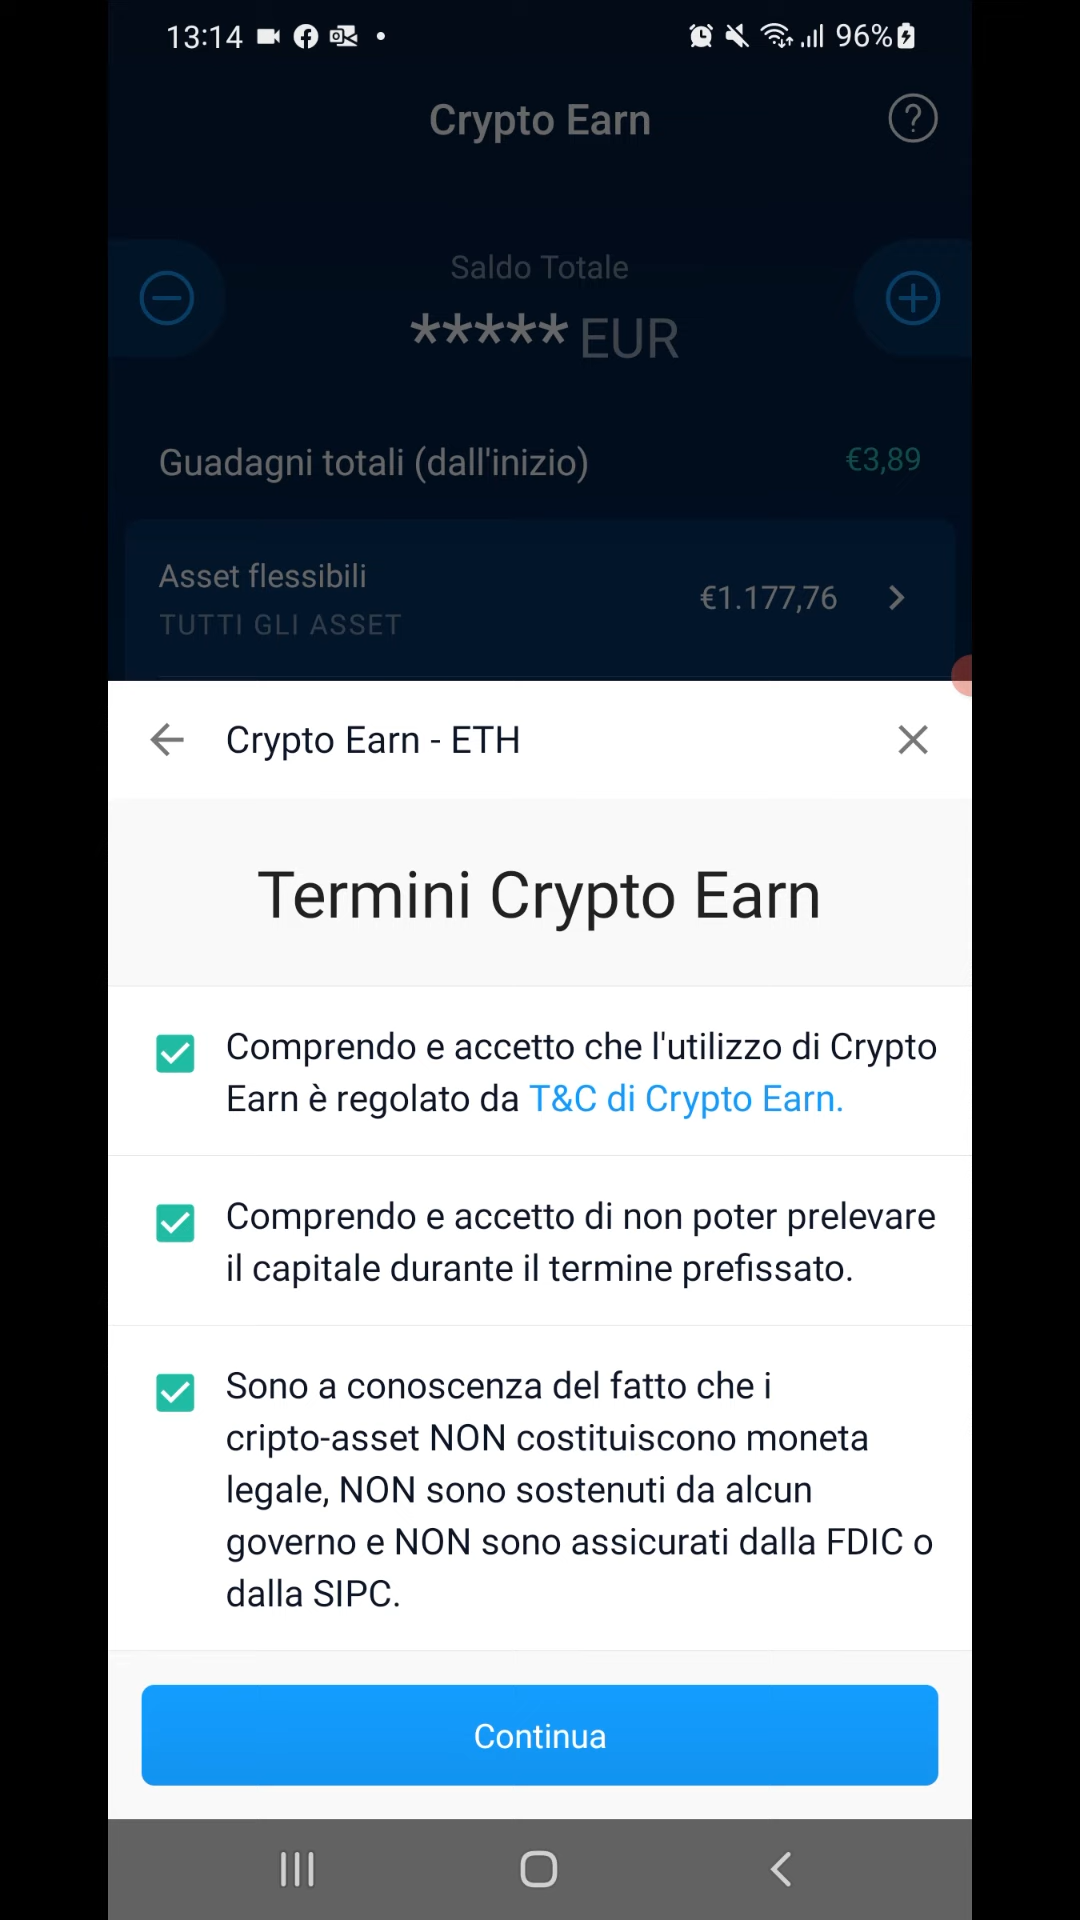 13:14
96%
Crypto Earn
Saldo Totale
***** EUR
Guadagni totali (dall'inizio) €3,89
Asset flessibili
€1.177,76
TUTTI GLI ASSET
Crypto Earn - ETH
Termini Crypto Earn
Comprendo e accetto che l'utilizzo di Crypto
Earn è regolato da T&C di Crypto Earn.
Comprendo e accetto di non poter prelevare
il capitale durante il termine prefissato.
Sono a conoscenza del fatto che i
cripto-asset NON costituiscono moneta
legale, NON sono sostenuti da alcun
governo e NON sono assicurati dalla FDIC o
dalla SIPC.
Continua